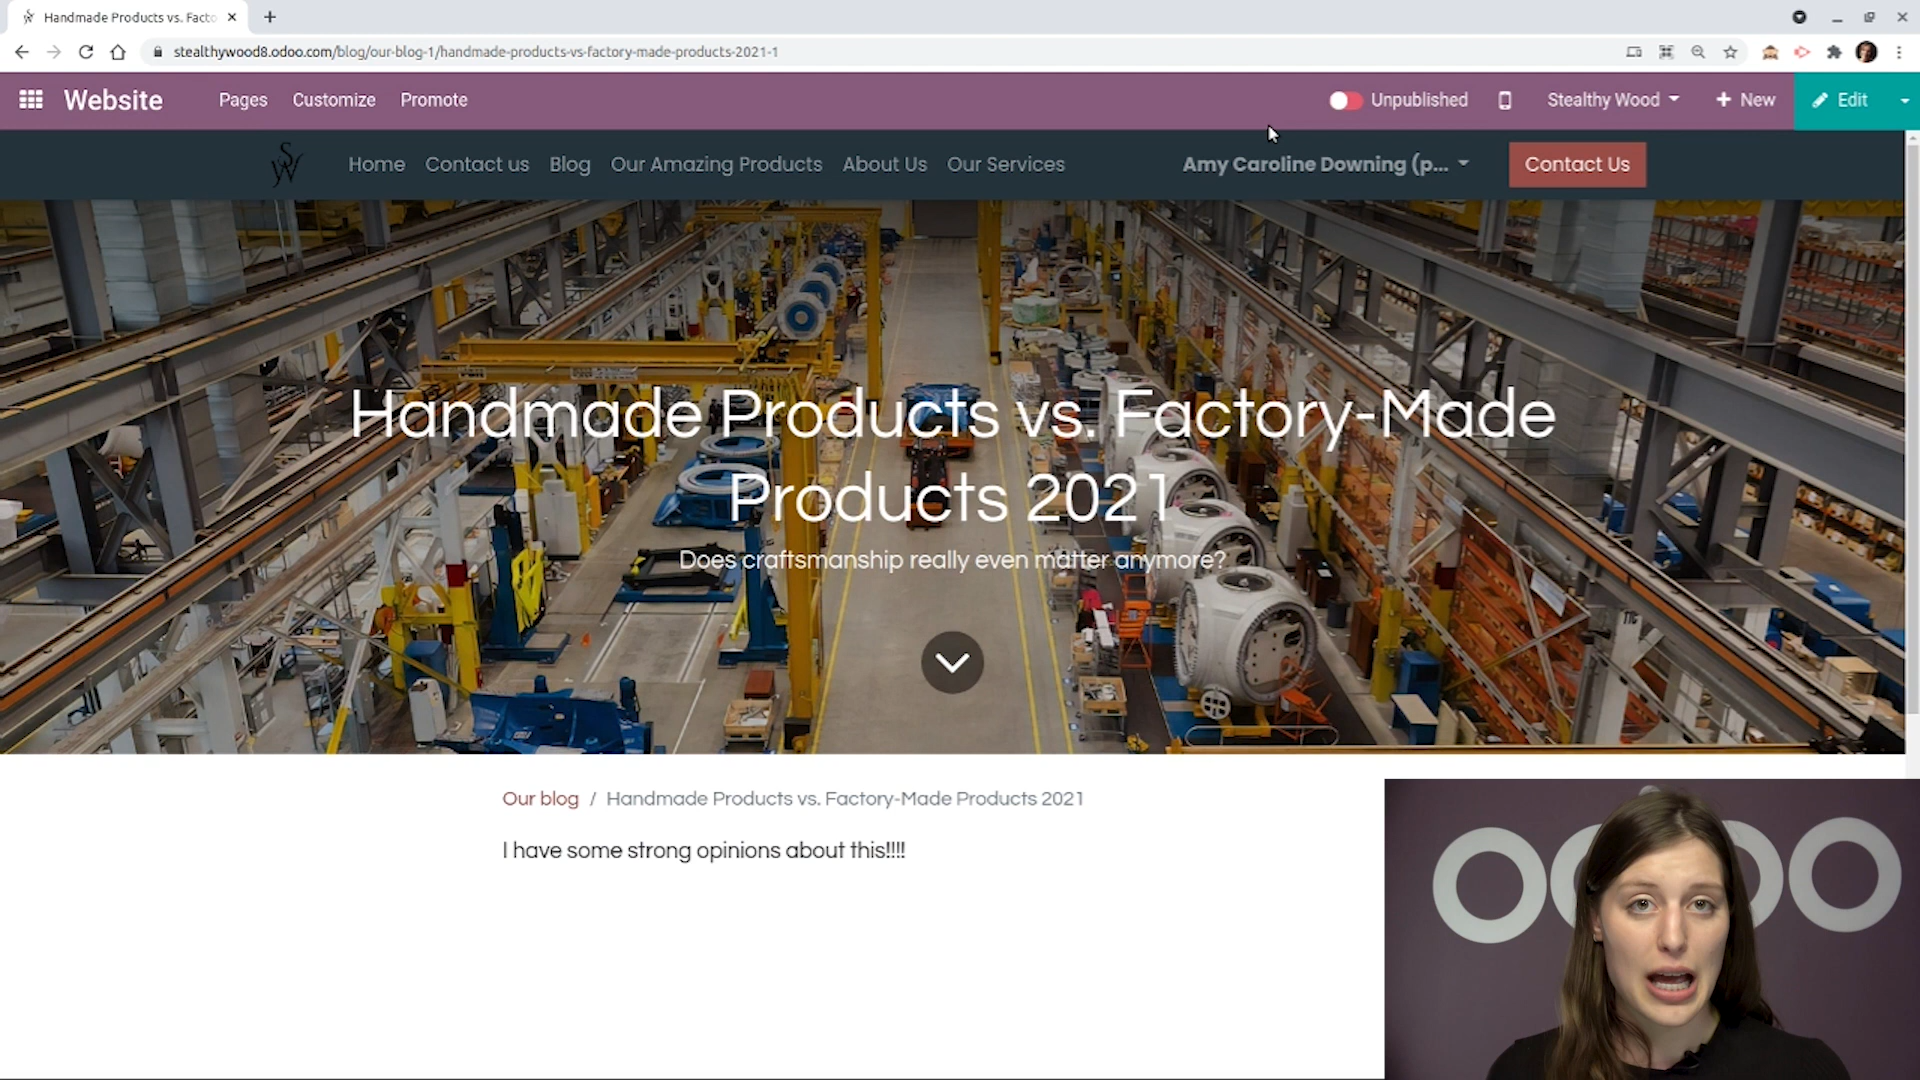 Handmade Products vs. Facto
stealthywood8.odoo.com/blog/our-blog-1/handmade-products-vs-factory-made-products-2021-1
Website Pages Customize Promote Unpublished Stealthy Wood + New Edit
SW Home Contact us Blog Our Amazing Products About Us Our Services Amy Caroline Downing (p... Contact Us
Handmade Products vs. Factory-Made
Products 2021
Does craftsmanship really even matter anymore?
Our blog / Handmade Products vs. Factory-Made Products 2021
I have some strong opinions about this!!!!
odoo